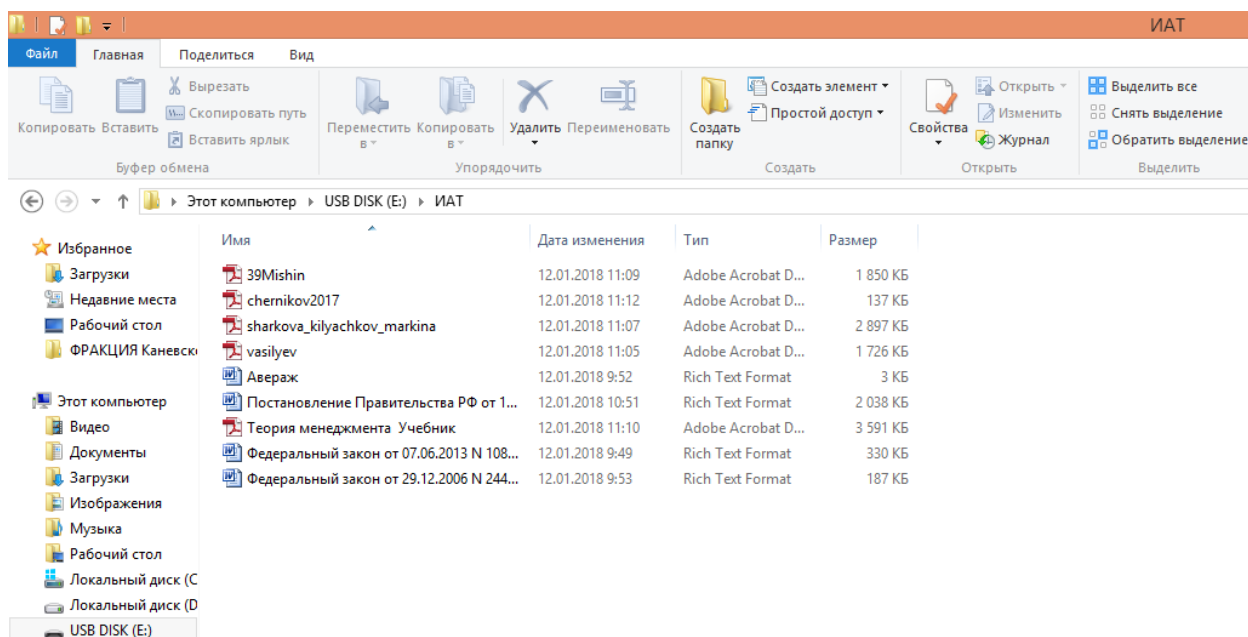 ИАТ
Файл Главная Поделиться Вид
Копировать Вставить Вырезать Скопировать путь Вставить ярлык Переместить в Копировать в Удалить Переименовать Создать папку Создать элемент Простой доступ Свойства Открыть Изменить Журнал Выделить все Снять выделение Обратить выделение
Буфер обмена Упорядочить Создать Открыть Выделить
Этот компьютер USB DISK (E:) ИАТ
Имя Дата изменения Тип Размер
Избранное
Загрузки
Недавние места
Рабочий стол
ФРАКЦИЯ Каневск
Этот компьютер
Видео
Документы
Загрузки
Изображения
Музыка
Рабочий стол
Локальный диск (C
Локальный диск (D
USB DISK (E:)
39Mishin 12.01.2018 11:09 Adobe Acrobat D... 1 850 КБ
chernikov2017 12.01.2018 11:12 Adobe Acrobat D... 137 КБ
sharkova_kilyachkov_markina 12.01.2018 11:07 Adobe Acrobat D... 2 897 КБ
vasilyev 12.01.2018 11:05 Adobe Acrobat D... 1 726 КБ
Авераж 12.01.2018 9:52 Rich Text Format 3 КБ
Постановление Правительства РФ от 1... 12.01.2018 10:51 Rich Text Format 2 038 КБ
Теория менеджмента Учебник 12.01.2018 11:10 Adobe Acrobat D... 3 591 КБ
Федеральный закон от 07.06.2013 N 108... 12.01.2018 9:49 Rich Text Format 330 КБ
Федеральный закон от 29.12.2006 N 244... 12.01.2018 9:53 Rich Text Format 187 КБ